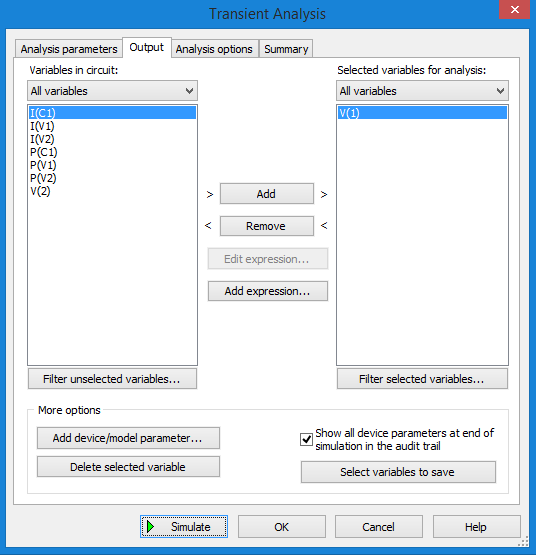 Transient Analysis
Analysis parameters Output Analysis options Summary
Variables in circuit:
All variables
I(C1)
I(V1)
I(V2)
P(C1)
P(V1)
P(V2)
V(2)
Filter unselected variables...
> Add >
< Remove <
Edit expression...
Add expression...
Selected variables for analysis:
All variables
V(1)
Filter selected variables...
More options
Add device/model parameter...
Delete selected variable
Show all device parameters at end of
simulation in the audit trail
Select variables to save
Simulate OK Cancel Help